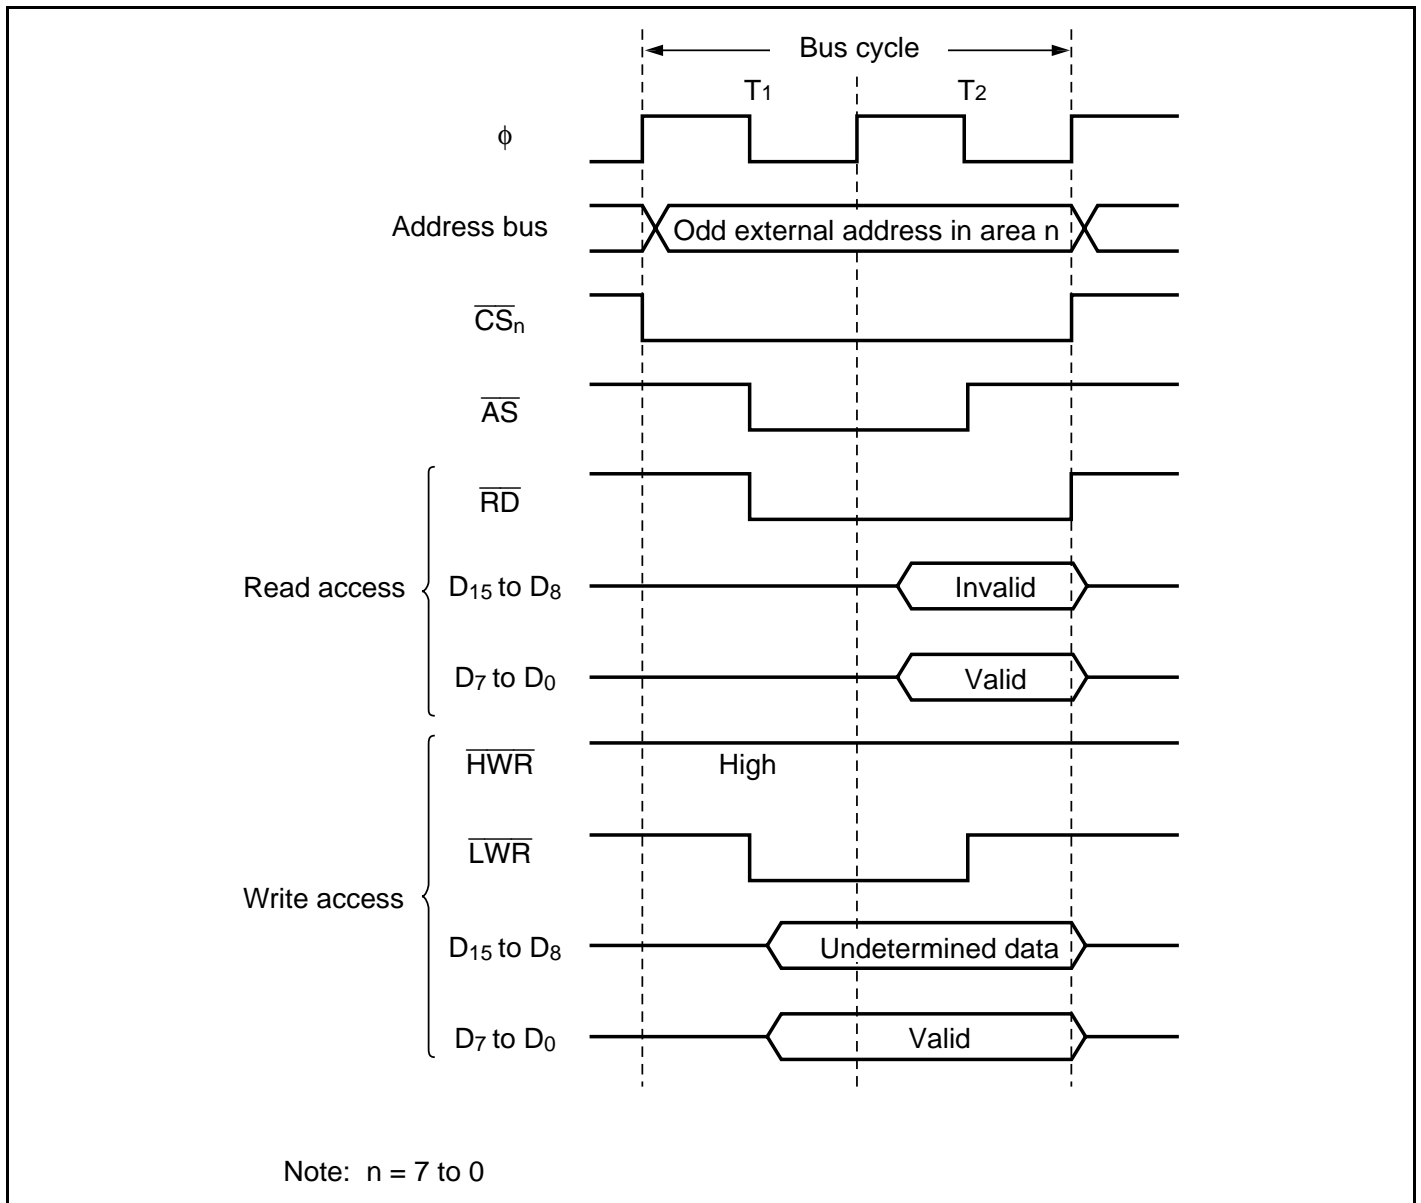 Bus cycle
T1 T2
ϕ
Address bus
Odd external address in area n
CSn
AS
RD
Read access
D15 to D8
Invalid
D7 to D0
Valid
HWR
High
LWR
Write access
D15 to D8
Undetermined data
D7 to D0
Valid
Note: n = 7 to 0